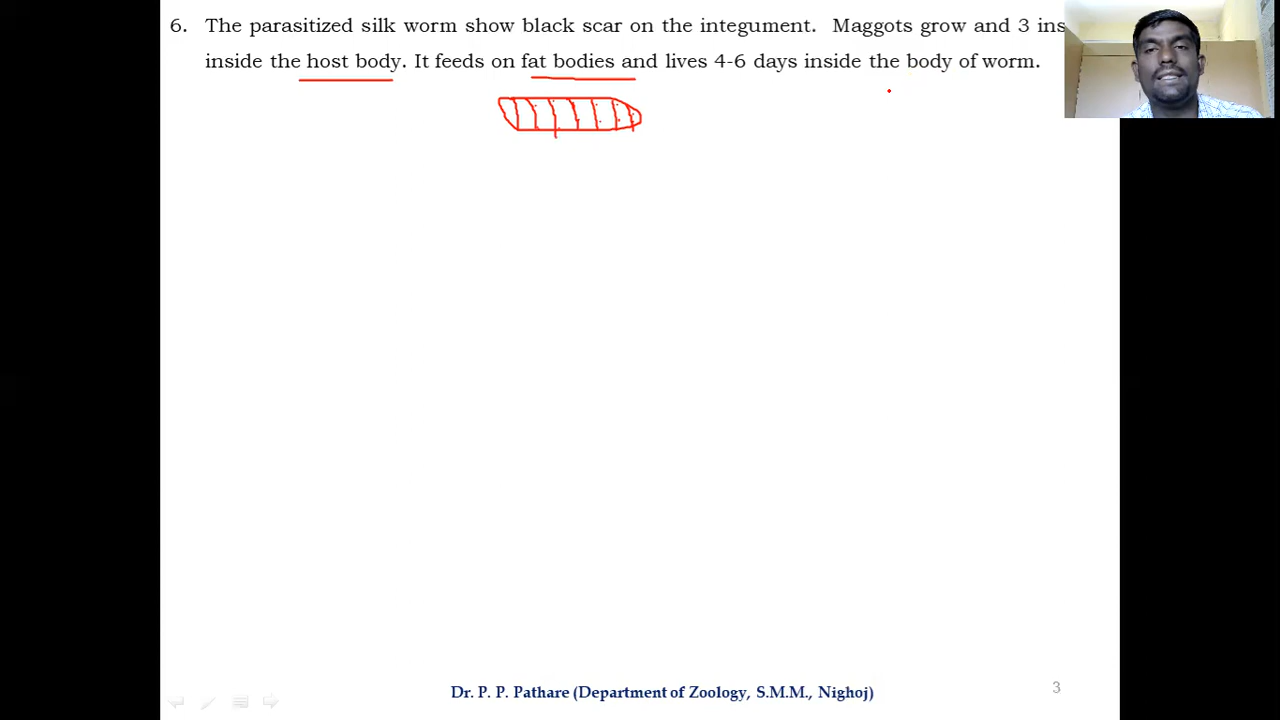 6. The parasitized silk worm show black scar on the integument. Maggots grow and 3 ins
inside the host body. It feeds on fat bodies and lives 4-6 days inside the body of worm.
Dr. P. P. Pathare (Department of Zoology, S.M.M., Nighoj)
3